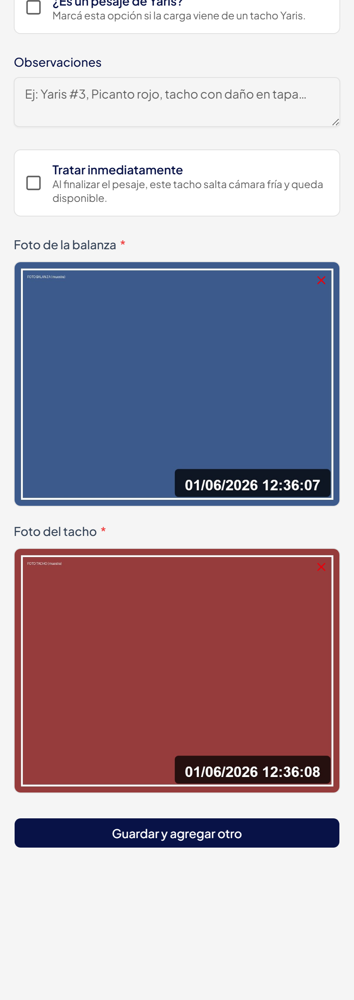 ¿Es un pesaje de Yaris?
Marcá esta opción si la carga viene de un tacho Yaris.
Observaciones
Ej: Yaris #3, Picanto rojo, tacho con daño en tapa...
Tratar inmediatamente
Al finalizar el pesaje, este tacho salta cámara fría y queda
disponible.
Foto de la balanza *
FOTO BALANZA (muestra)
01/06/2026 12:36:07
Foto del tacho *
FOTO TACHO (muestra)
01/06/2026 12:36:08
Guardar y agregar otro